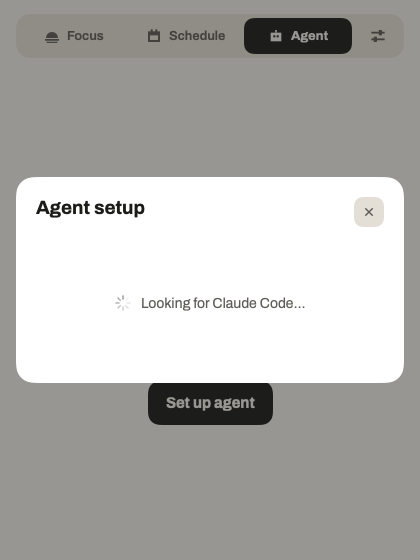 Focus
Schedule
Agent
Agent setup
Looking for Claude Code...
Set up agent